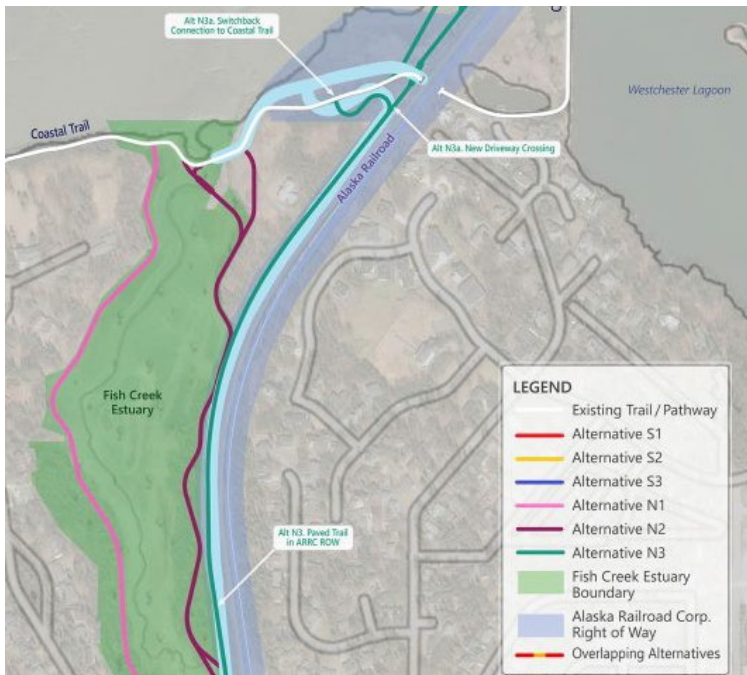 Alt N3a. Switchback
Connection to Coastal Trail
Westchester Lagoon
Coastal Trail
Alt N3a. New Driveway Crossing
Alaska Railroad
Fish Creek
Estuary
Alt N3. Paved Trail
in ARRC ROW
LEGEND
Existing Trail / Pathway
Alternative S1
Alternative S2
Alternative S3
Alternative N1
Alternative N2
Alternative N3
Fish Creek Estuary
Boundary
Alaska Railroad Corp.
Right of Way
Overlapping Alternatives